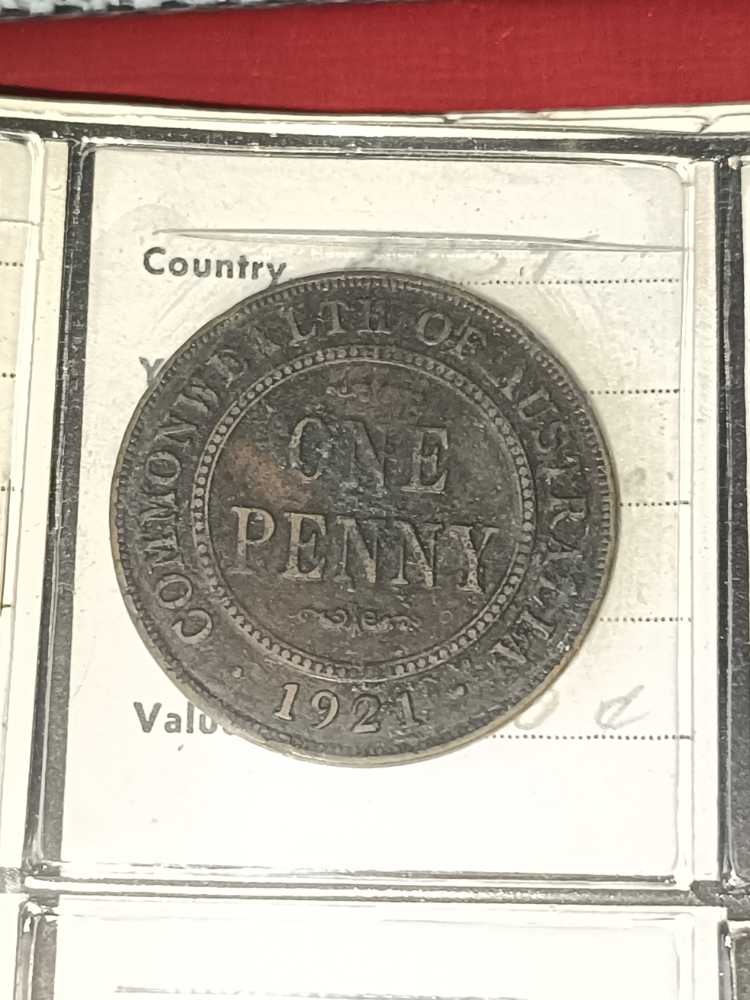 Country
COMMONWEALTH OF AUSTRALIA
ONE
PENNY
· 1921 ·
Valu